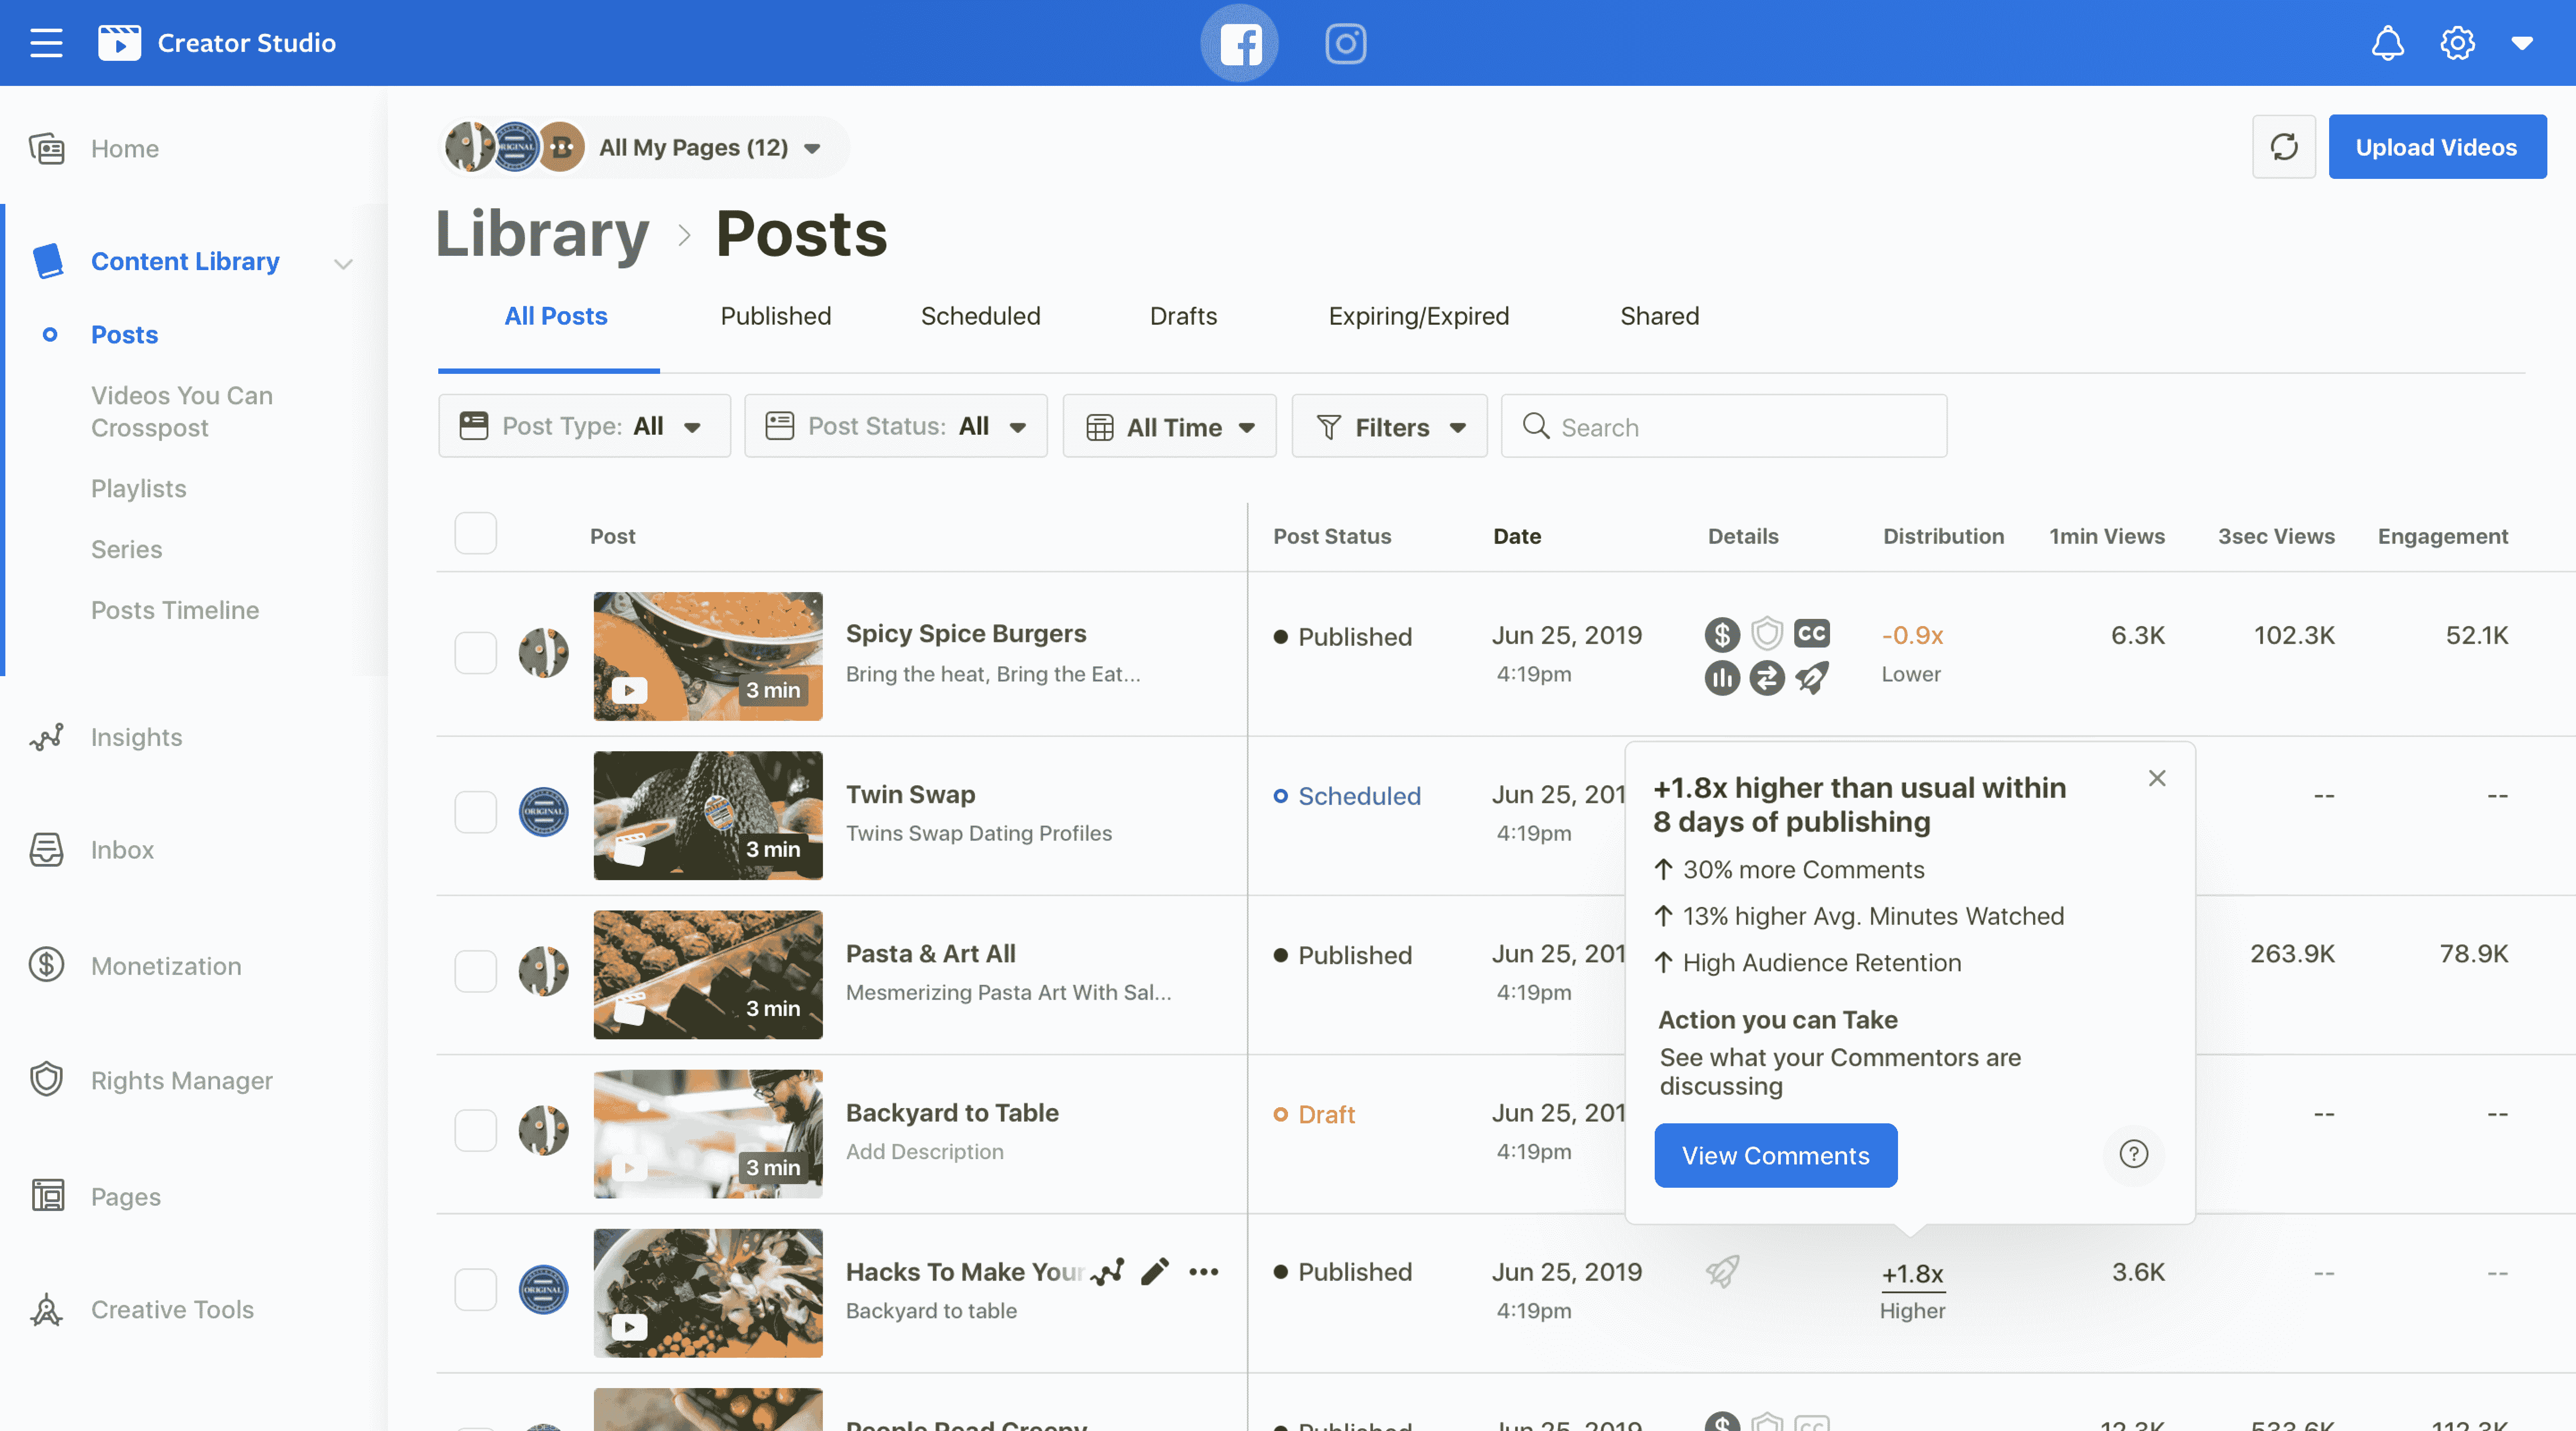 Creator Studio
Home
Content Library
Posts
Videos You Can
Crosspost
Playlists
Series
Posts Timeline
Insights
Inbox
Monetization
Rights Manager
Pages
Creative Tools
All My Pages (12)
Upload Videos
Library > Posts
All Posts Published Scheduled Drafts Expiring/Expired Shared
Post Type: All Post Status: All All Time Filters Search
Post Post Status Date Details Distribution 1min Views 3sec Views Engagement
3 min
Spicy Spice Burgers
Bring the heat, Bring the Eat...
Published
Jun 25, 2019
4:19pm
CC
-0.9x
Lower
6.3K 102.3K 52.1K
ORIGINAL
3 min
Twin Swap
Twins Swap Dating Profiles
Scheduled
Jun 25, 201
4:19pm
-- --
3 min
Pasta & Art All
Mesmerizing Pasta Art With Sal...
Published
Jun 25, 201
4:19pm
263.9K 78.9K
3 min
Backyard to Table
Add Description
Draft
Jun 25, 201
4:19pm
-- --
+1.8x higher than usual within
8 days of publishing
30% more Comments
13% higher Avg. Minutes Watched
High Audience Retention
Action you can Take
See what your Commentors are
discussing
View Comments
?
ORIGINAL
Hacks To Make Your
Backyard to table
Published
Jun 25, 2019
4:19pm
+1.8x
Higher
3.6K -- --
People Read Creepy
Published
Jun 25, 2019
CC
12.3K 533.6K 112.3K